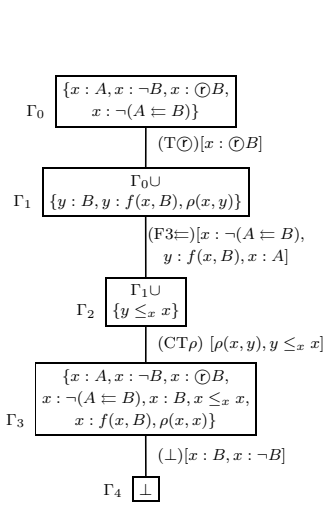 {x : A, x : ¬B, x : ⓡB,
x : ¬(A ⇇ B)}
Γ₀
(Tⓡ)[x : ⓡB]
Γ₀∪
{y : B, y : f(x, B), ρ(x, y)}
Γ₁
(F3⇇)[x : ¬(A ⇇ B),
y : f(x, B), x : A]
Γ₁∪
{y ≤ₓ x}
Γ₂
(CTρ) [ρ(x, y), y ≤ₓ x]
{x : A, x : ¬B, x : ⓡB,
x : ¬(A ⇇ B), x : B, x ≤ₓ x,
x : f(x, B), ρ(x, x)}
Γ₃
(⊥)[x : B, x : ¬B]
Γ₄ ⊥